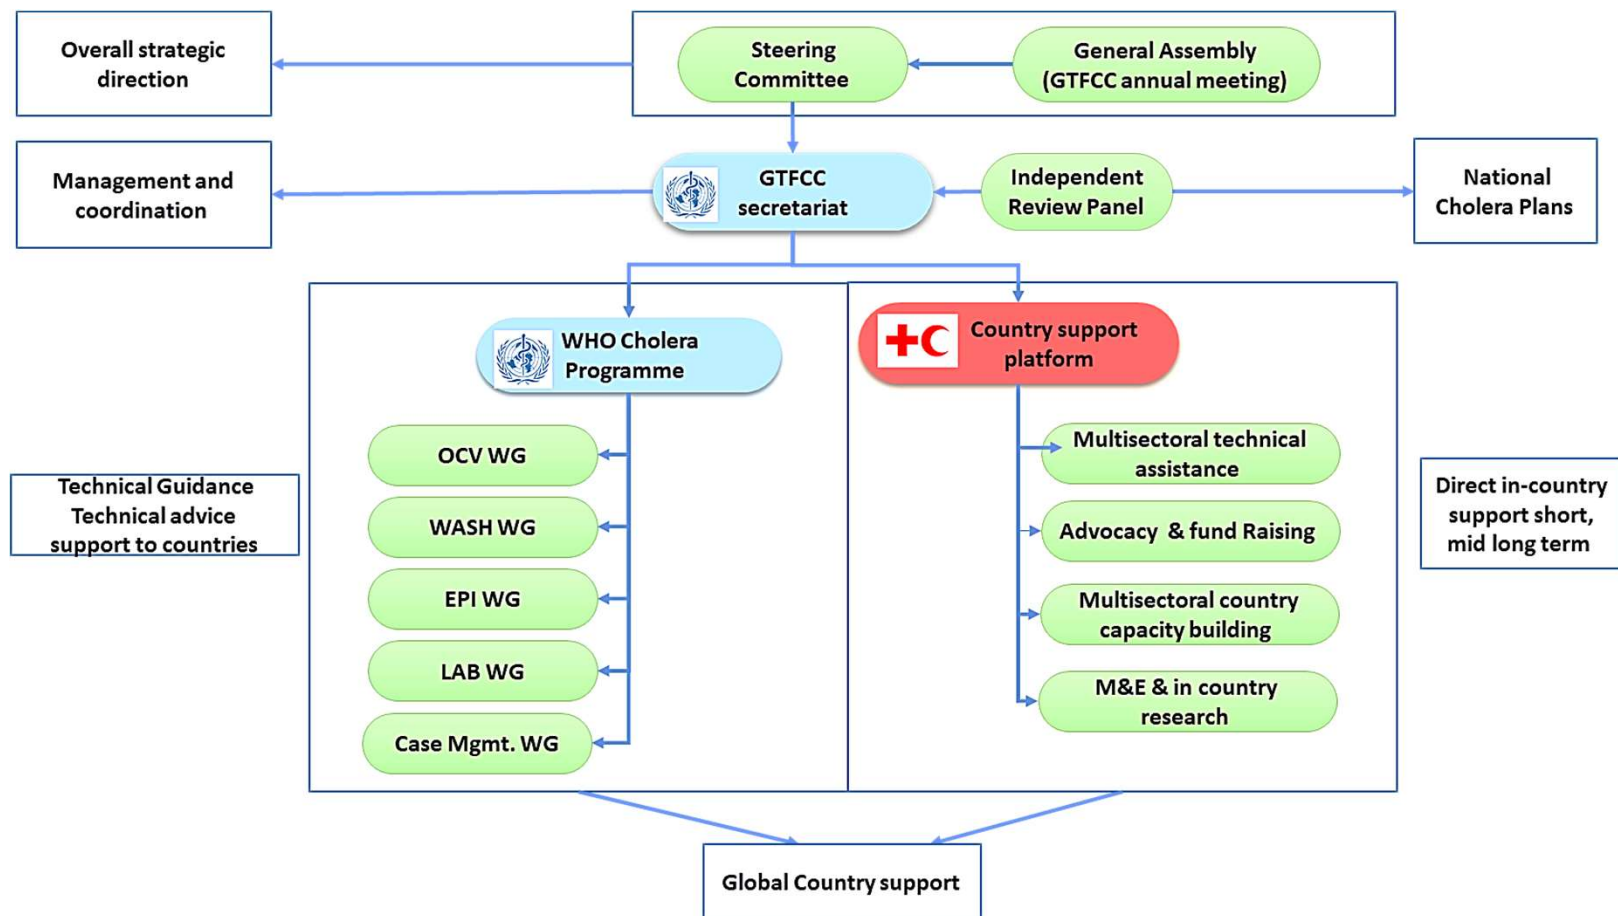 Overall strategic
direction
Steering
Committee
General Assembly
(GTFCC annual meeting)
Management and
coordination
GTFCC
secretariat
Independent
Review Panel
National
Cholera Plans
WHO Cholera
Programme
Country support
platform
OCV WG
WASH WG
EPI WG
LAB WG
Case Mgmt. WG
Multisectoral technical
assistance
Advocacy & fund Raising
Multisectoral country
capacity building
M&E & in country
research
Technical Guidance
Technical advice
support to countries
Direct in-country
support short,
mid long term
Global Country support